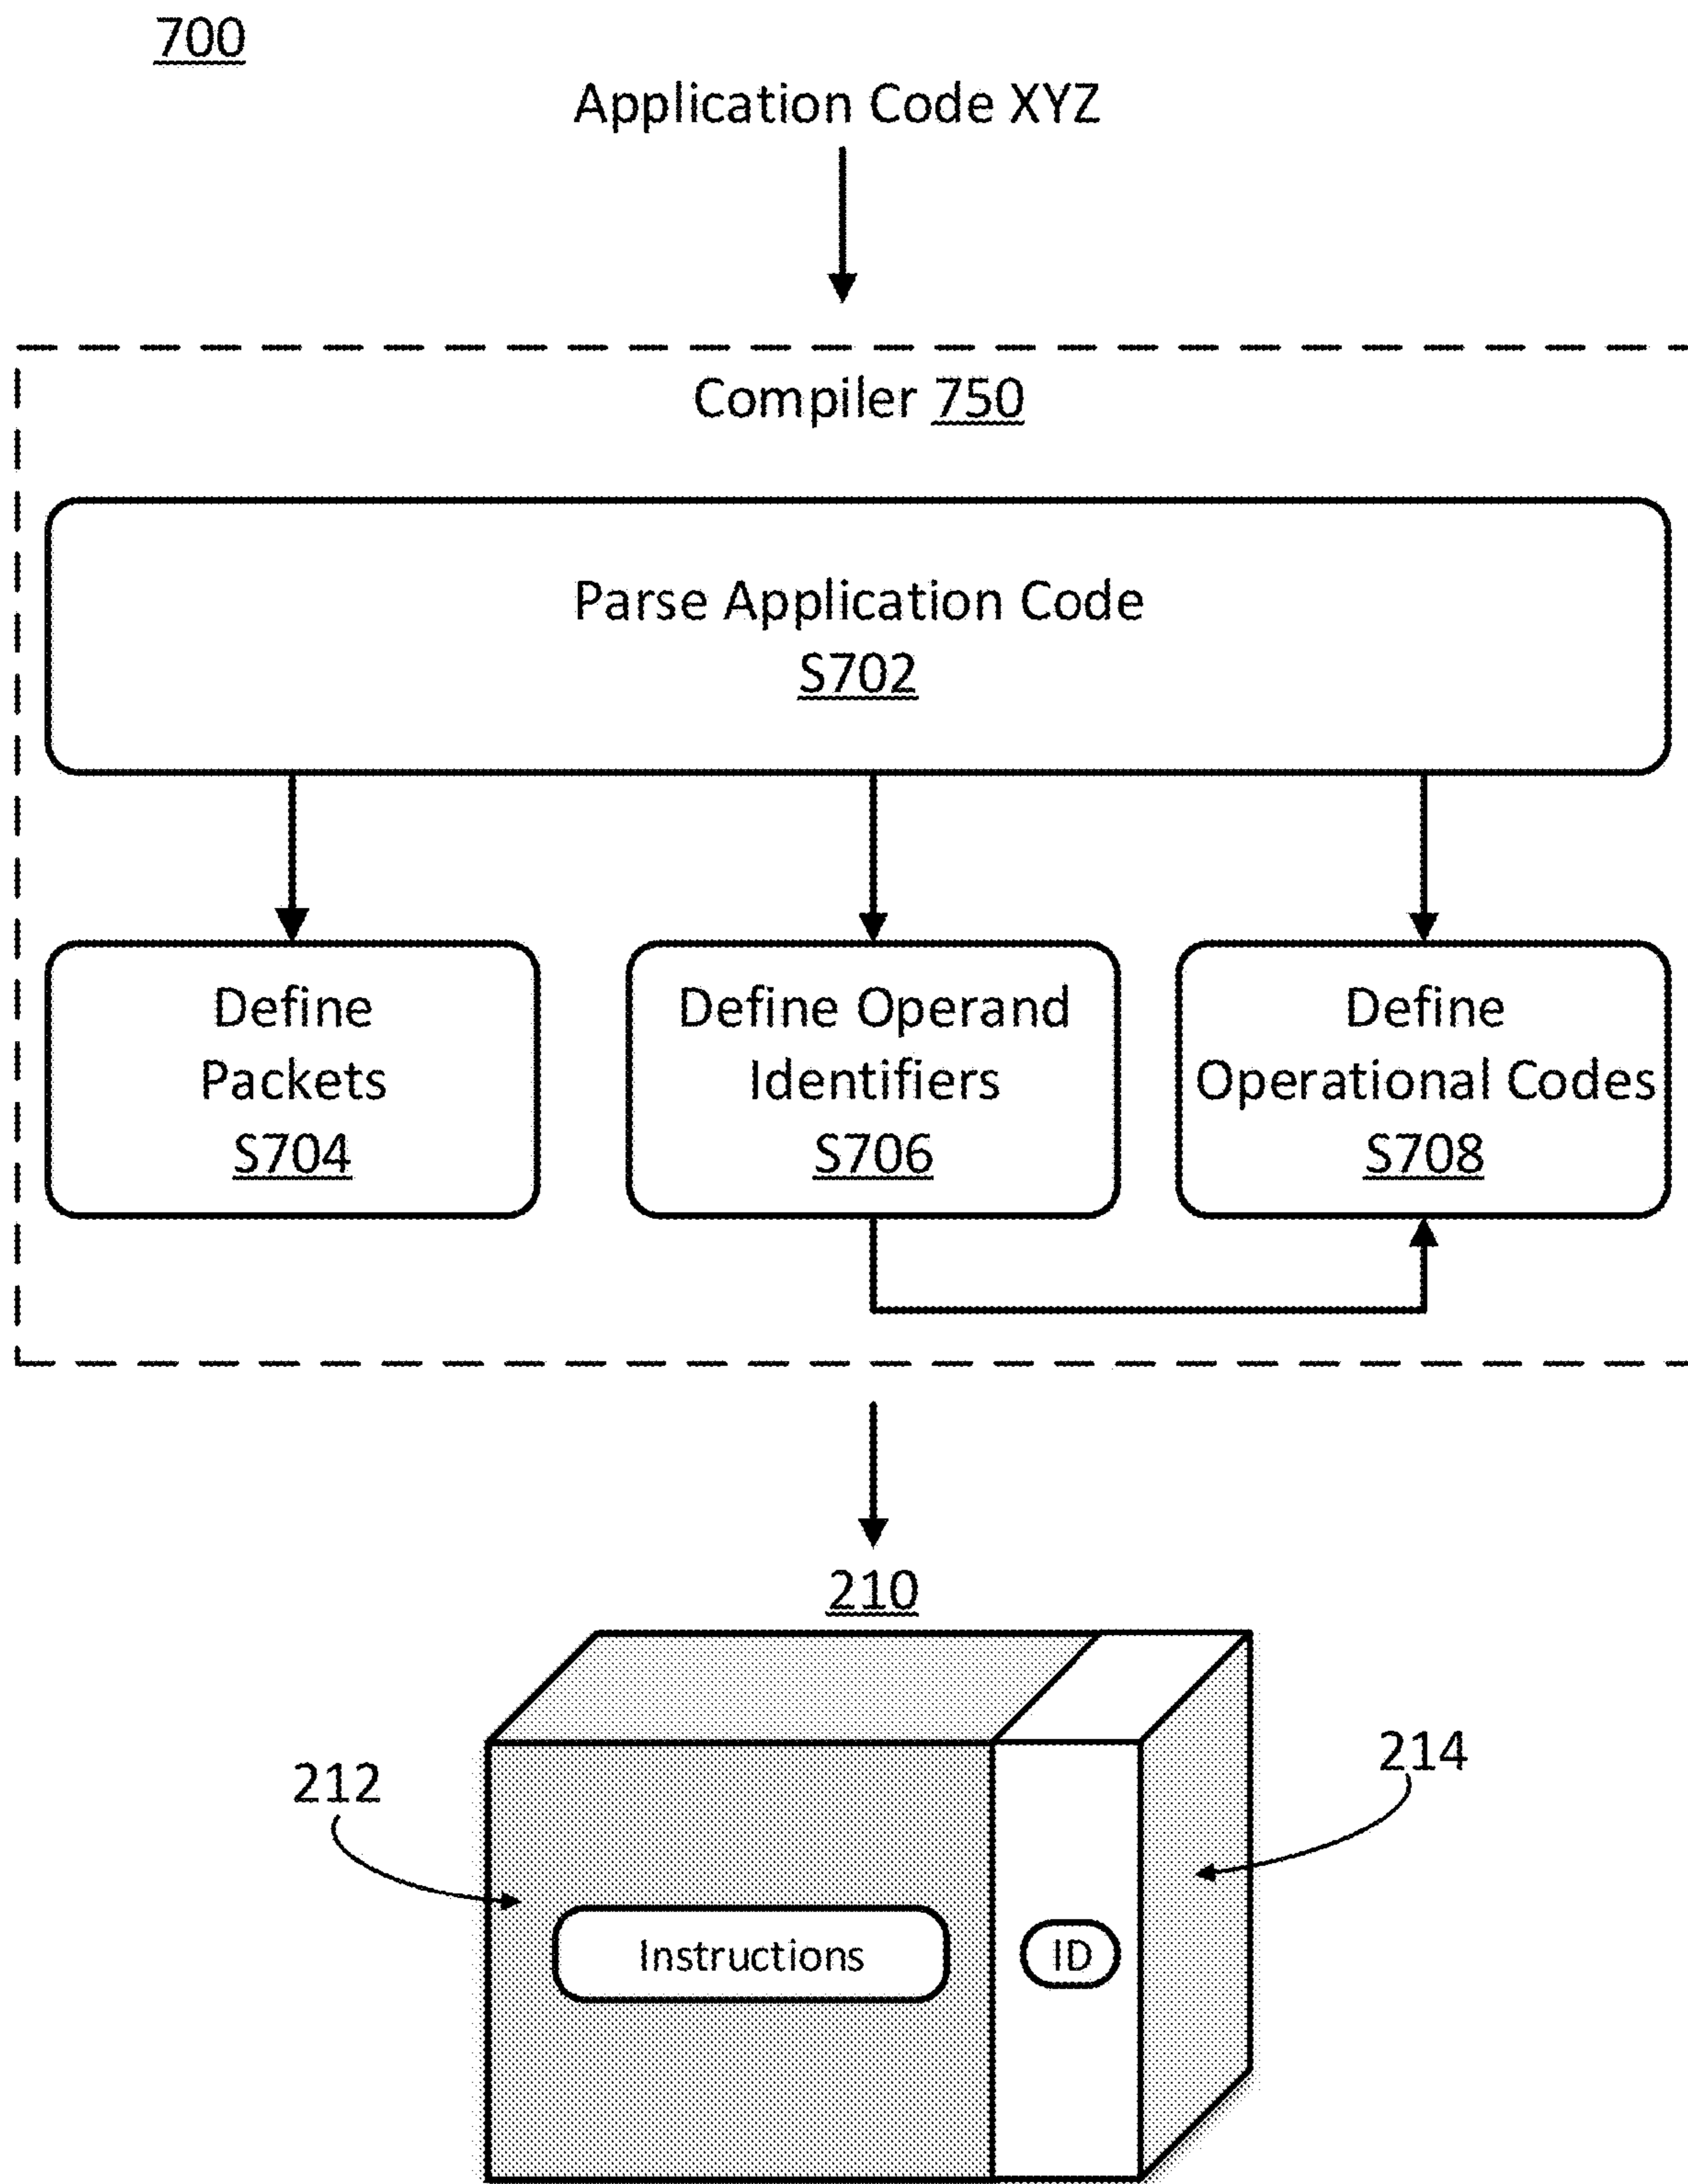 700
Application Code XYZ
Compiler 750
Parse Application Code
S702
Define
Packets
S704
Define Operand
Identifiers
S706
Define
Operational Codes
S708
210
212
214
Instructions
ID